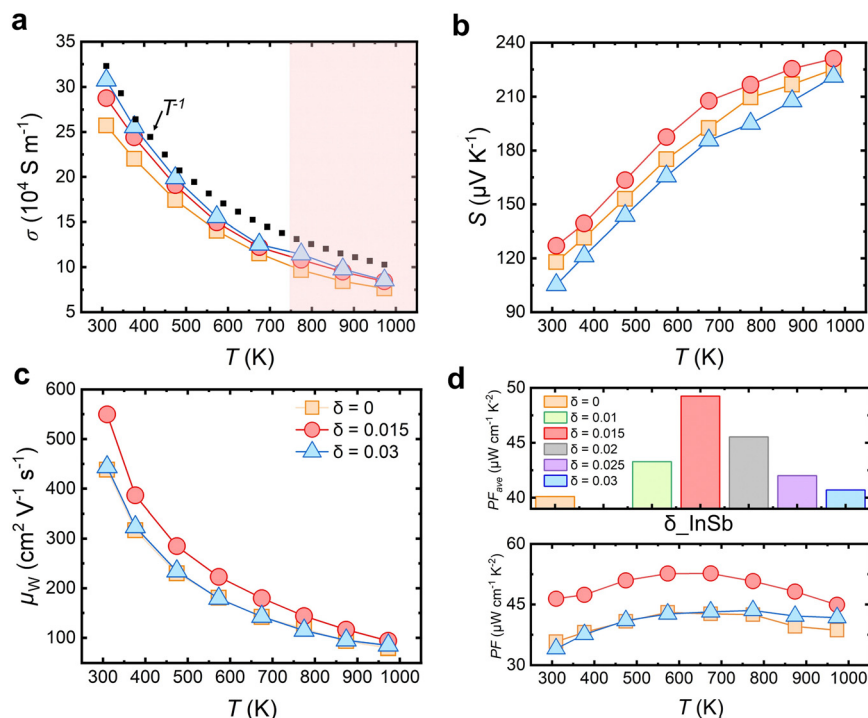 a
35
30
25
20
15
10
5
σ (10⁴ S m⁻¹)
T⁻¹
300 400 500 600 700 800 900 1000
T (K)
b
240
210
180
150
120
90
S (μV K⁻¹)
300 400 500 600 700 800 900 1000
T (K)
c
600
500
400
300
200
100
μ_W (cm² V⁻¹ s⁻¹)
δ = 0
δ = 0.015
δ = 0.03
300 400 500 600 700 800 900 1000
T (K)
d
50
45
40
PF_ave (μW cm⁻¹ K⁻²)
δ = 0
δ = 0.01
δ = 0.015
δ = 0.02
δ = 0.025
δ = 0.03
δ_InSb
60
45
30
PF (μW cm⁻¹ K⁻²)
300 400 500 600 700 800 900 1000
T (K)